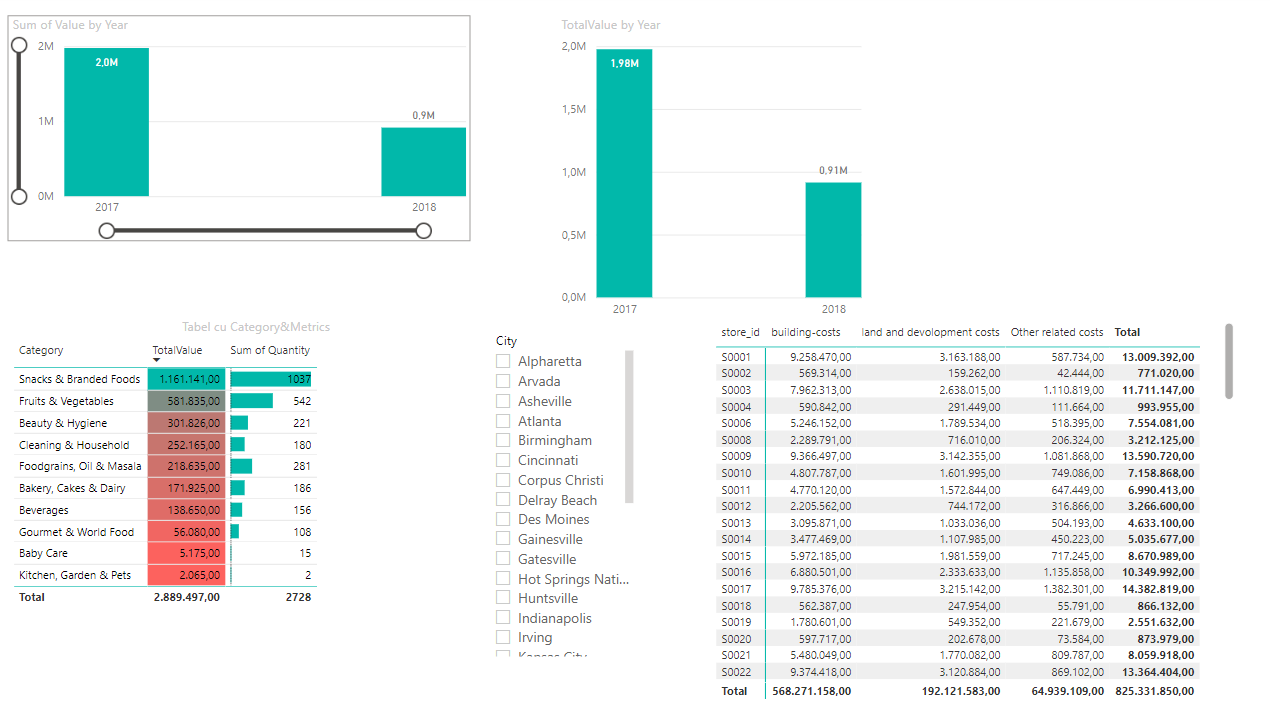 Sum of Value by Year
2M
2,0M
1M
0,9M
0M
2017 2018
TotalValue by Year
2,0M
1,98M
1,5M
1,0M
0,91M
0,5M
0,0M
2017 2018
Tabel cu Category&Metrics
Category TotalValue Sum of Quantity
Snacks & Branded Foods 1.161.141,00 1037
Fruits & Vegetables 581.835,00 542
Beauty & Hygiene 301.826,00 221
Cleaning & Household 252.165,00 180
Foodgrains, Oil & Masala 218.635,00 281
Bakery, Cakes & Dairy 171.925,00 186
Beverages 138.650,00 156
Gourmet & World Food 56.080,00 108
Baby Care 5.175,00 15
Kitchen, Garden & Pets 2.065,00 2
Total 2.889.497,00 2728
City
Alpharetta
Arvada
Asheville
Atlanta
Birmingham
Cincinnati
Corpus Christi
Delray Beach
Des Moines
Gainesville
Gatesville
Hot Springs Nati...
Huntsville
Indianapolis
Irving
Kansas City
store_id building-costs land and devolopment costs Other related costs Total
S0001 9.258.470,00 3.163.188,00 587.734,00 13.009.392,00
S0002 569.314,00 159.262,00 42.444,00 771.020,00
S0003 7.962.313,00 2.638.015,00 1.110.819,00 11.711.147,00
S0004 590.842,00 291.449,00 111.664,00 993.955,00
S0006 5.246.152,00 1.789.534,00 518.395,00 7.554.081,00
S0008 2.289.791,00 716.010,00 206.324,00 3.212.125,00
S0009 9.366.497,00 3.142.355,00 1.081.868,00 13.590.720,00
S0010 4.807.787,00 1.601.995,00 749.086,00 7.158.868,00
S0011 4.770.120,00 1.572.844,00 647.449,00 6.990.413,00
S0012 2.205.562,00 744.172,00 316.866,00 3.266.600,00
S0013 3.095.871,00 1.033.036,00 504.193,00 4.633.100,00
S0014 3.477.469,00 1.107.985,00 450.223,00 5.035.677,00
S0015 5.972.185,00 1.981.559,00 717.245,00 8.670.989,00
S0016 6.880.501,00 2.333.633,00 1.135.858,00 10.349.992,00
S0017 9.785.376,00 3.215.142,00 1.382.301,00 14.382.819,00
S0018 562.387,00 247.954,00 55.791,00 866.132,00
S0019 1.780.601,00 549.352,00 221.679,00 2.551.632,00
S0020 597.717,00 202.678,00 73.584,00 873.979,00
S0021 5.480.049,00 1.770.082,00 809.787,00 8.059.918,00
S0022 9.374.418,00 3.120.884,00 869.102,00 13.364.404,00
Total 568.271.158,00 192.121.583,00 64.939.109,00 825.331.850,00